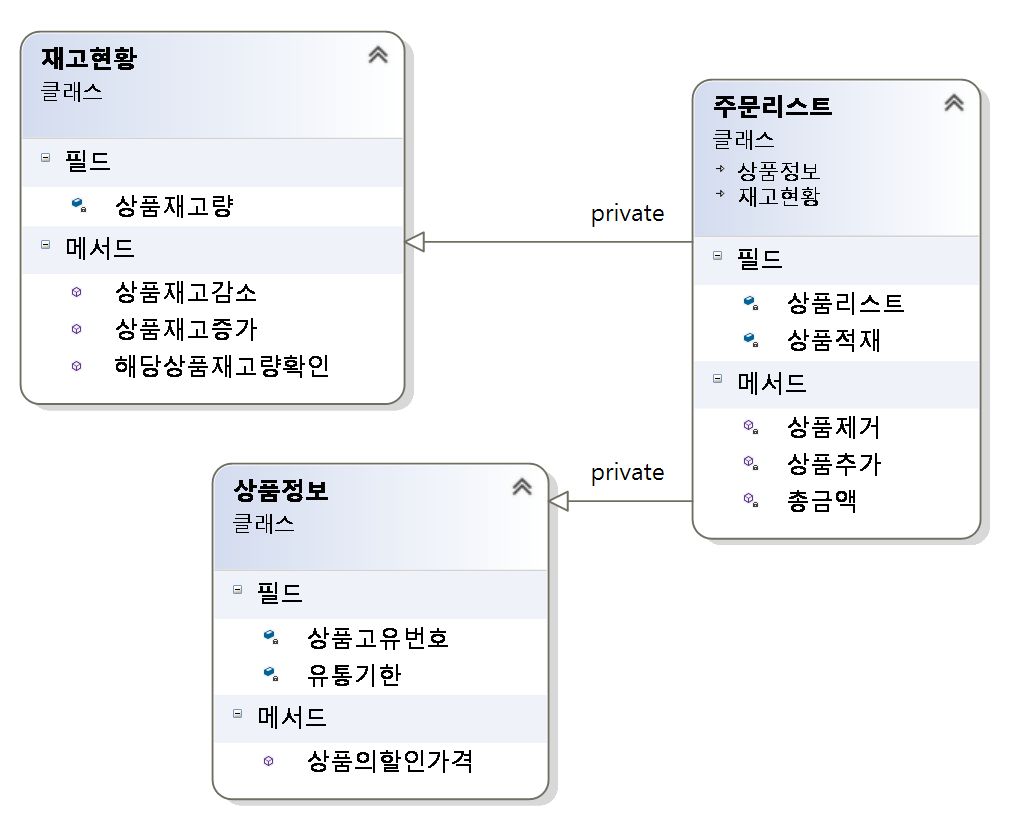 재고현황
클래스
필드
상품재고량
메서드
상품재고감소
상품재고증가
해당상품재고량확인
private
주문리스트
클래스
상품정보
재고현황
필드
상품리스트
상품적재
메서드
상품제거
상품추가
총금액
private
상품정보
클래스
필드
상품고유번호
유통기한
메서드
상품의할인가격